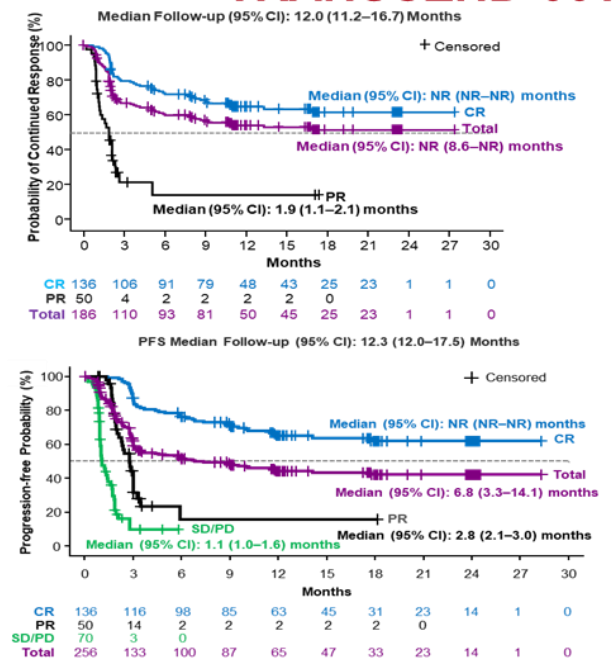 Median Follow-up (95% CI): 12.0 (11.2–16.7) Months
Probability of Continued Response (%)
100
80
60
40
20
0
Censored
Median (95% CI): NR (NR–NR) months
CR
Total
Median (95% CI): NR (8.6–NR) months
PR
Median (95% CI): 1.9 (1.1–2.1) months
0 3 6 9 12 15 18 21 24 27 30
Months
CR 136 106 91 79 48 43 25 23 1 1 0
PR 50 4 2 2 2 2 0
Total 186 110 93 81 50 45 25 23 1 1 0
PFS Median Follow-up (95% CI): 12.3 (12.0–17.5) Months
Progression-free Probability (%)
100
80
60
40
20
0
Censored
Median (95% CI): NR (NR–NR) months
CR
Total
Median (95% CI): 6.8 (3.3–14.1) months
PR
SD/PD
Median (95% CI): 2.8 (2.1–3.0) months
Median (95% CI): 1.1 (1.0–1.6) months
0 3 6 9 12 15 18 21 24 27 30
Months
CR 136 116 98 85 63 45 31 23 14 1 0
PR 50 14 2 2 2 2 2 0
SD/PD 70 3 0
Total 256 133 100 87 65 47 33 23 14 1 0